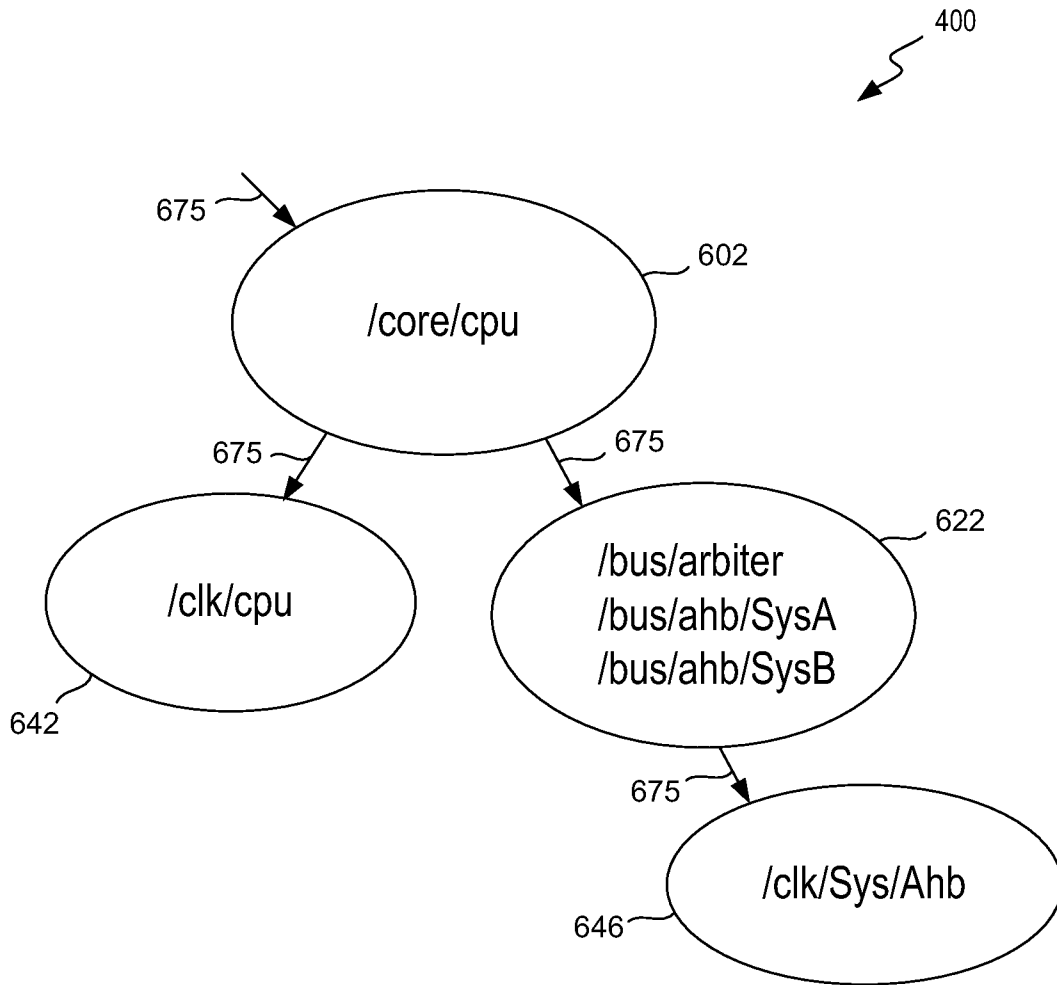 400
675
602
/core/cpu
675
675
622
/bus/arbiter
/bus/ahb/SysA
/bus/ahb/SysB
/clk/cpu
642
675
/clk/Sys/Ahb
646